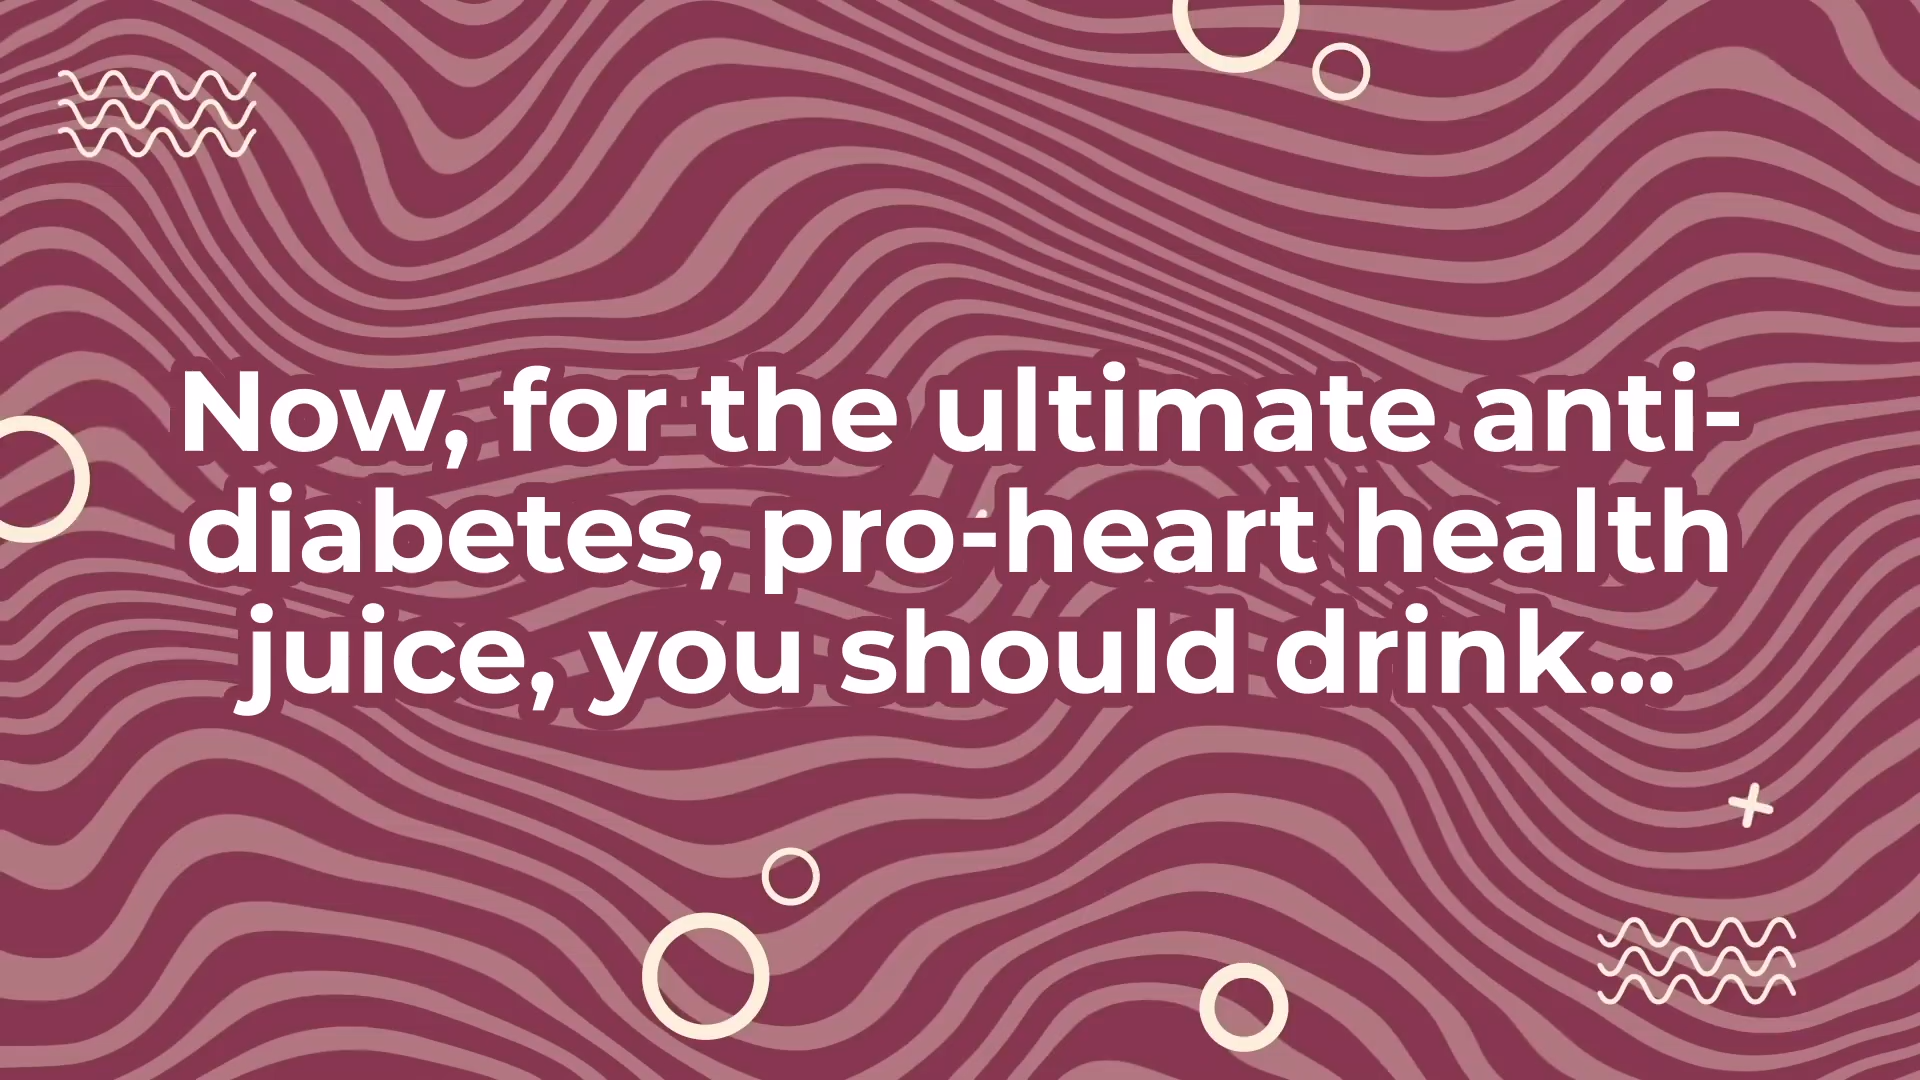 Now, for the ultimate anti-
diabetes, pro-heart health
juice, you should drink...